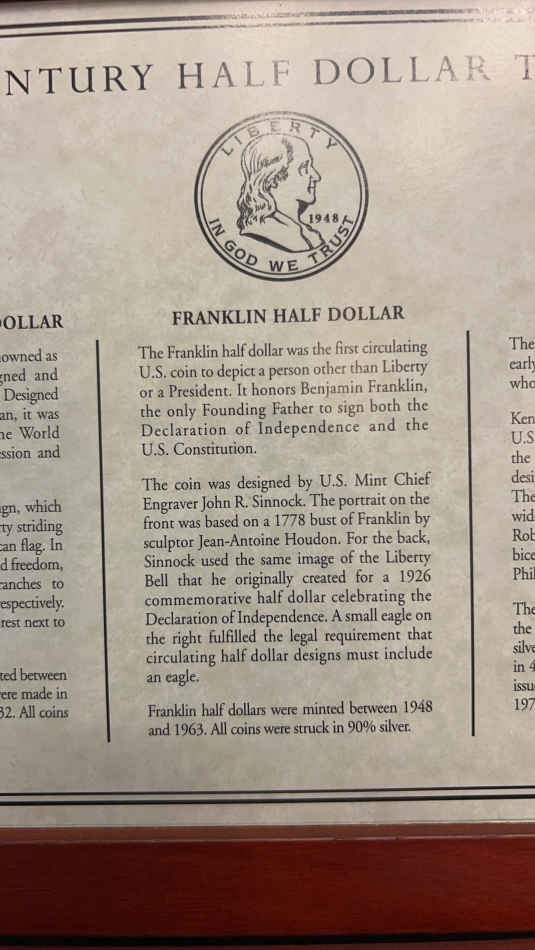 NTURY HALF DOLLAR T
LIBERTY
1948
IN GOD WE TRUST
OLLAR
nowned as
gned and
Designed
an, it was
he World
ession and
ign, which
rty striding
can flag. In
d freedom,
ranches to
espectively.
rest next to
ted between
ere made in
32. All coins
FRANKLIN HALF DOLLAR
The Franklin half dollar was the first circulating
U.S. coin to depict a person other than Liberty
or a President. It honors Benjamin Franklin,
the only Founding Father to sign both the
Declaration of Independence and the
U.S. Constitution.
The coin was designed by U.S. Mint Chief
Engraver John R. Sinnock. The portrait on the
front was based on a 1778 bust of Franklin by
sculptor Jean-Antoine Houdon. For the back,
Sinnock used the same image of the Liberty
Bell that he originally created for a 1926
commemorative half dollar celebrating the
Declaration of Independence. A small eagle on
the right fulfilled the legal requirement that
circulating half dollar designs must include
an eagle.
Franklin half dollars were minted between 1948
and 1963. All coins were struck in 90% silver.
The
early
who
Ken
U.S
the
desi
The
wid
Rob
bice
Phil
The
the
silve
in 4
issu
197